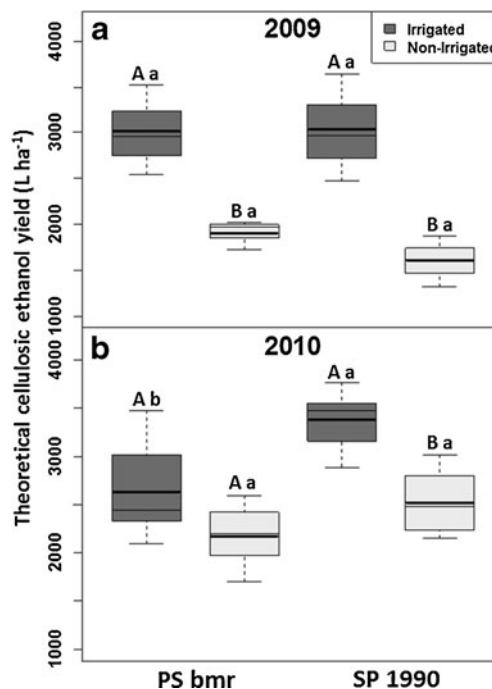 a
2009
Irrigated
Non-Irrigated
A a
A a
B a
B a
4000
3000
2000
1000
Theoretical cellulosic ethanol yield (L ha⁻¹)
b
2010
A b
A a
A a
B a
4000
3000
2000
1000
PS bmr
SP 1990